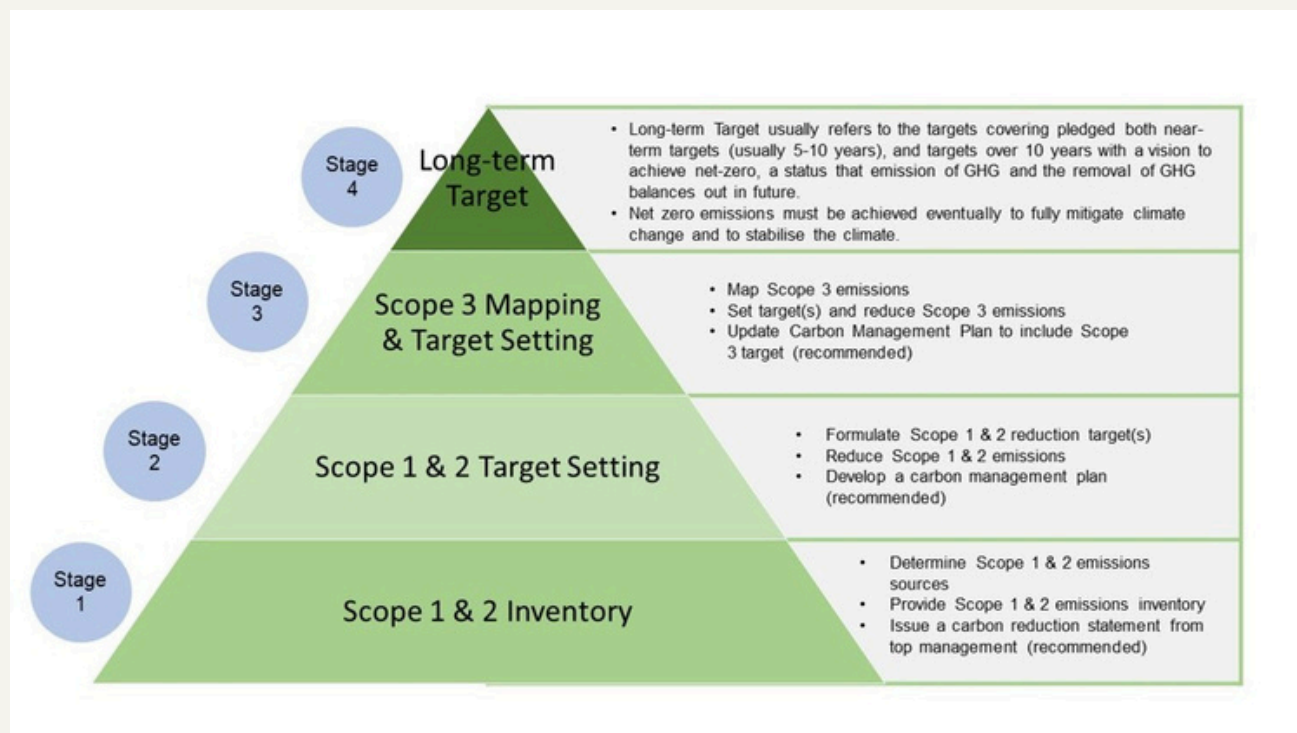 Stage
4
Long-term
Target
• Long-term Target usually refers to the targets covering pledged both near-
term targets (usually 5-10 years), and targets over 10 years with a vision to
achieve net-zero, a status that emission of GHG and the removal of GHG
balances out in future.
• Net zero emissions must be achieved eventually to fully mitigate climate
change and to stabilise the climate.
Stage
3
Scope 3 Mapping
& Target Setting
• Map Scope 3 emissions
• Set target(s) and reduce Scope 3 emissions
• Update Carbon Management Plan to include Scope
3 target (recommended)
Stage
2
Scope 1 & 2 Target Setting
• Formulate Scope 1 & 2 reduction target(s)
• Reduce Scope 1 & 2 emissions
• Develop a carbon management plan
(recommended)
Stage
1
Scope 1 & 2 Inventory
• Determine Scope 1 & 2 emissions
sources
• Provide Scope 1 & 2 emissions inventory
• Issue a carbon reduction statement from
top management (recommended)